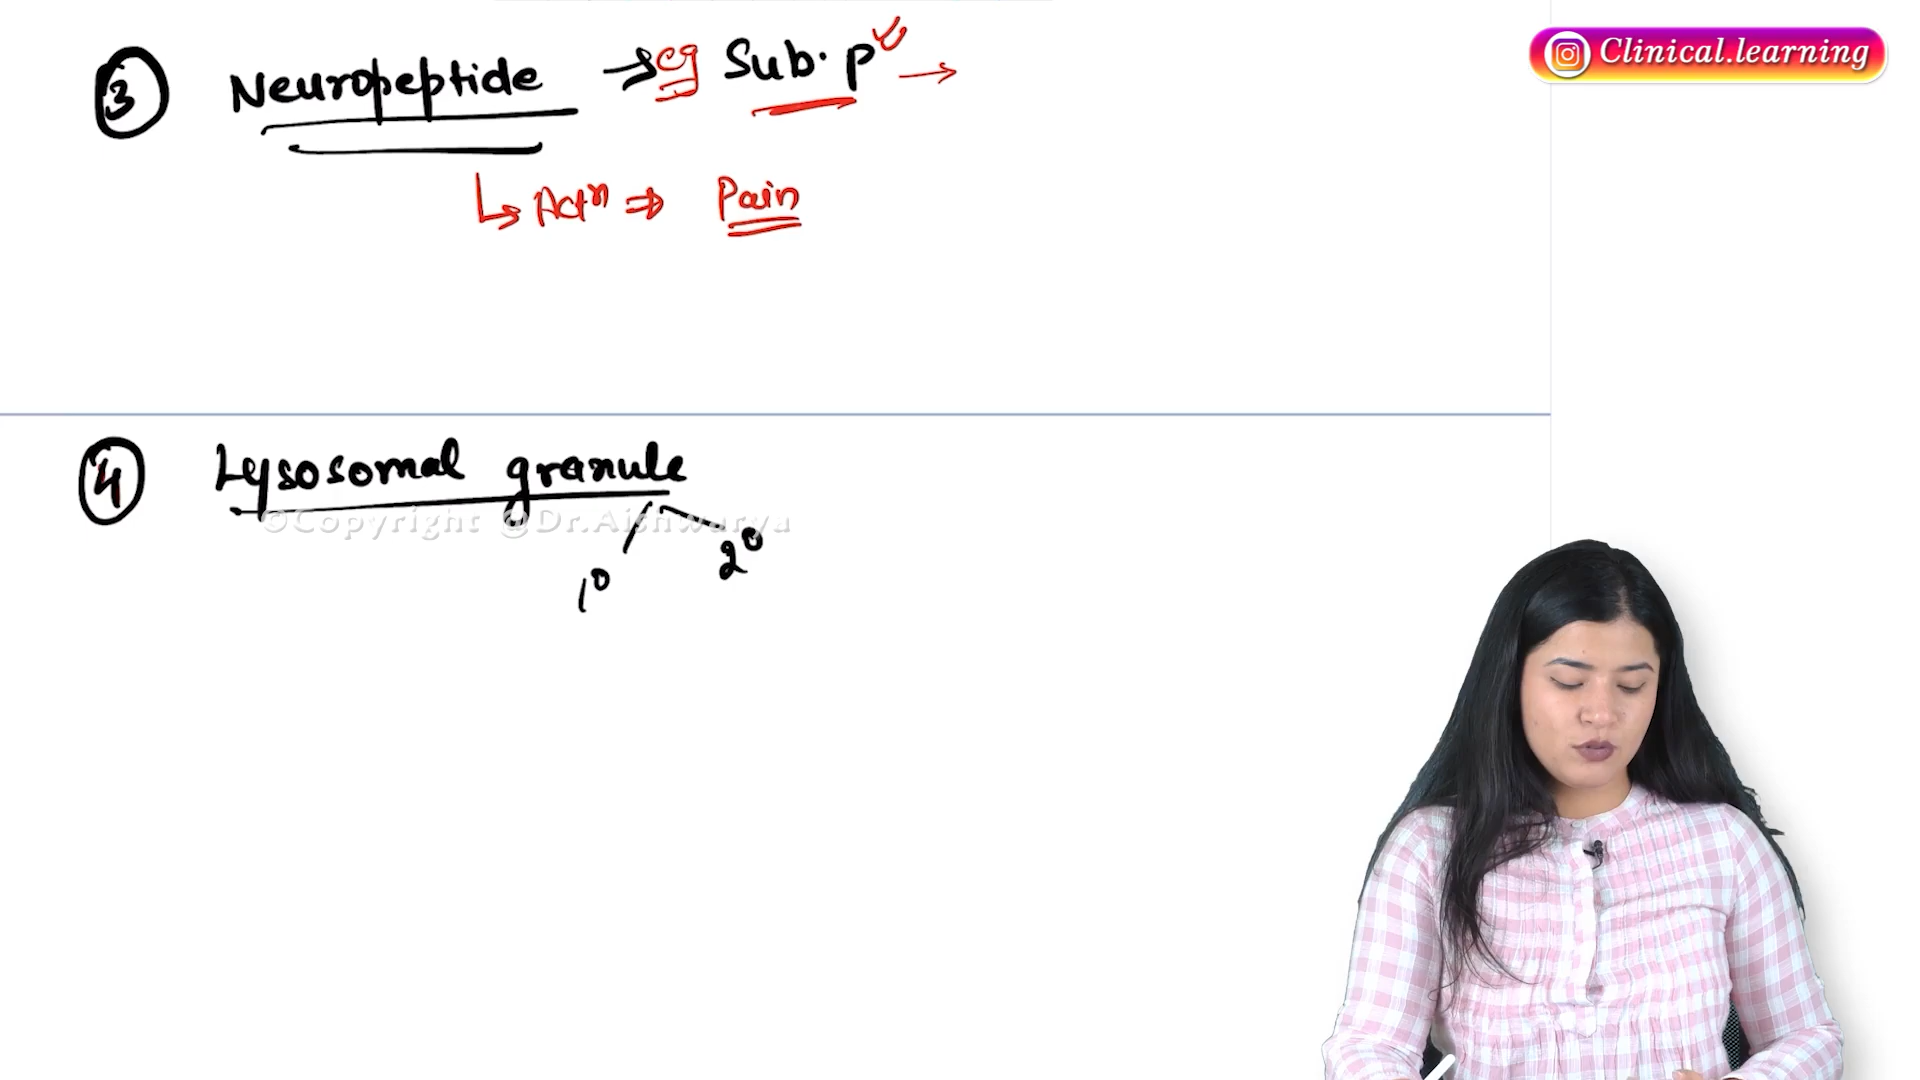 Clinical.learning
3 Neuropeptide → eg Sub. P →
↳ Actⁿ ⇒ Pain
4 Lysosomal granule
©Copyright @Dr.Aishwarya
1° 2°